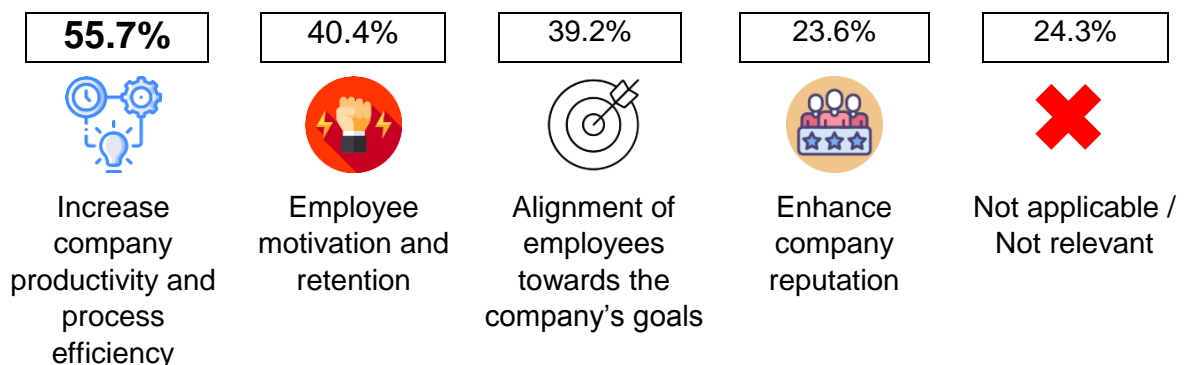 55.7%
40.4%
39.2%
23.6%
24.3%
Increase
company
productivity and
process
efficiency
Employee
motivation and
retention
Alignment of
employees
towards the
company’s goals
Enhance
company
reputation
Not applicable /
Not relevant